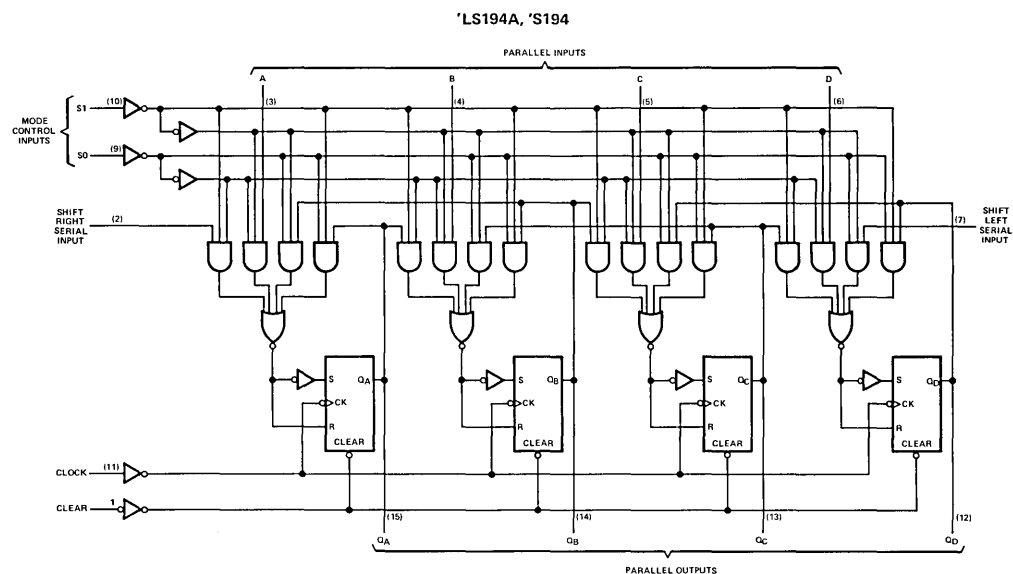 'LS194A, 'S194
PARALLEL INPUTS
A B C D
(3) (4) (5) (6)
MODE
CONTROL
INPUTS
S1 (10)
S0 (9)
SHIFT
RIGHT
SERIAL
INPUT
(2)
(7)
SHIFT
LEFT
SERIAL
INPUT
S QA S QB S QC S QD
CK CK CK CK
R R R R
CLEAR CLEAR CLEAR CLEAR
CLOCK (11)
CLEAR 1
(15) (14) (13) (12)
QA QB QC QD
PARALLEL OUTPUTS